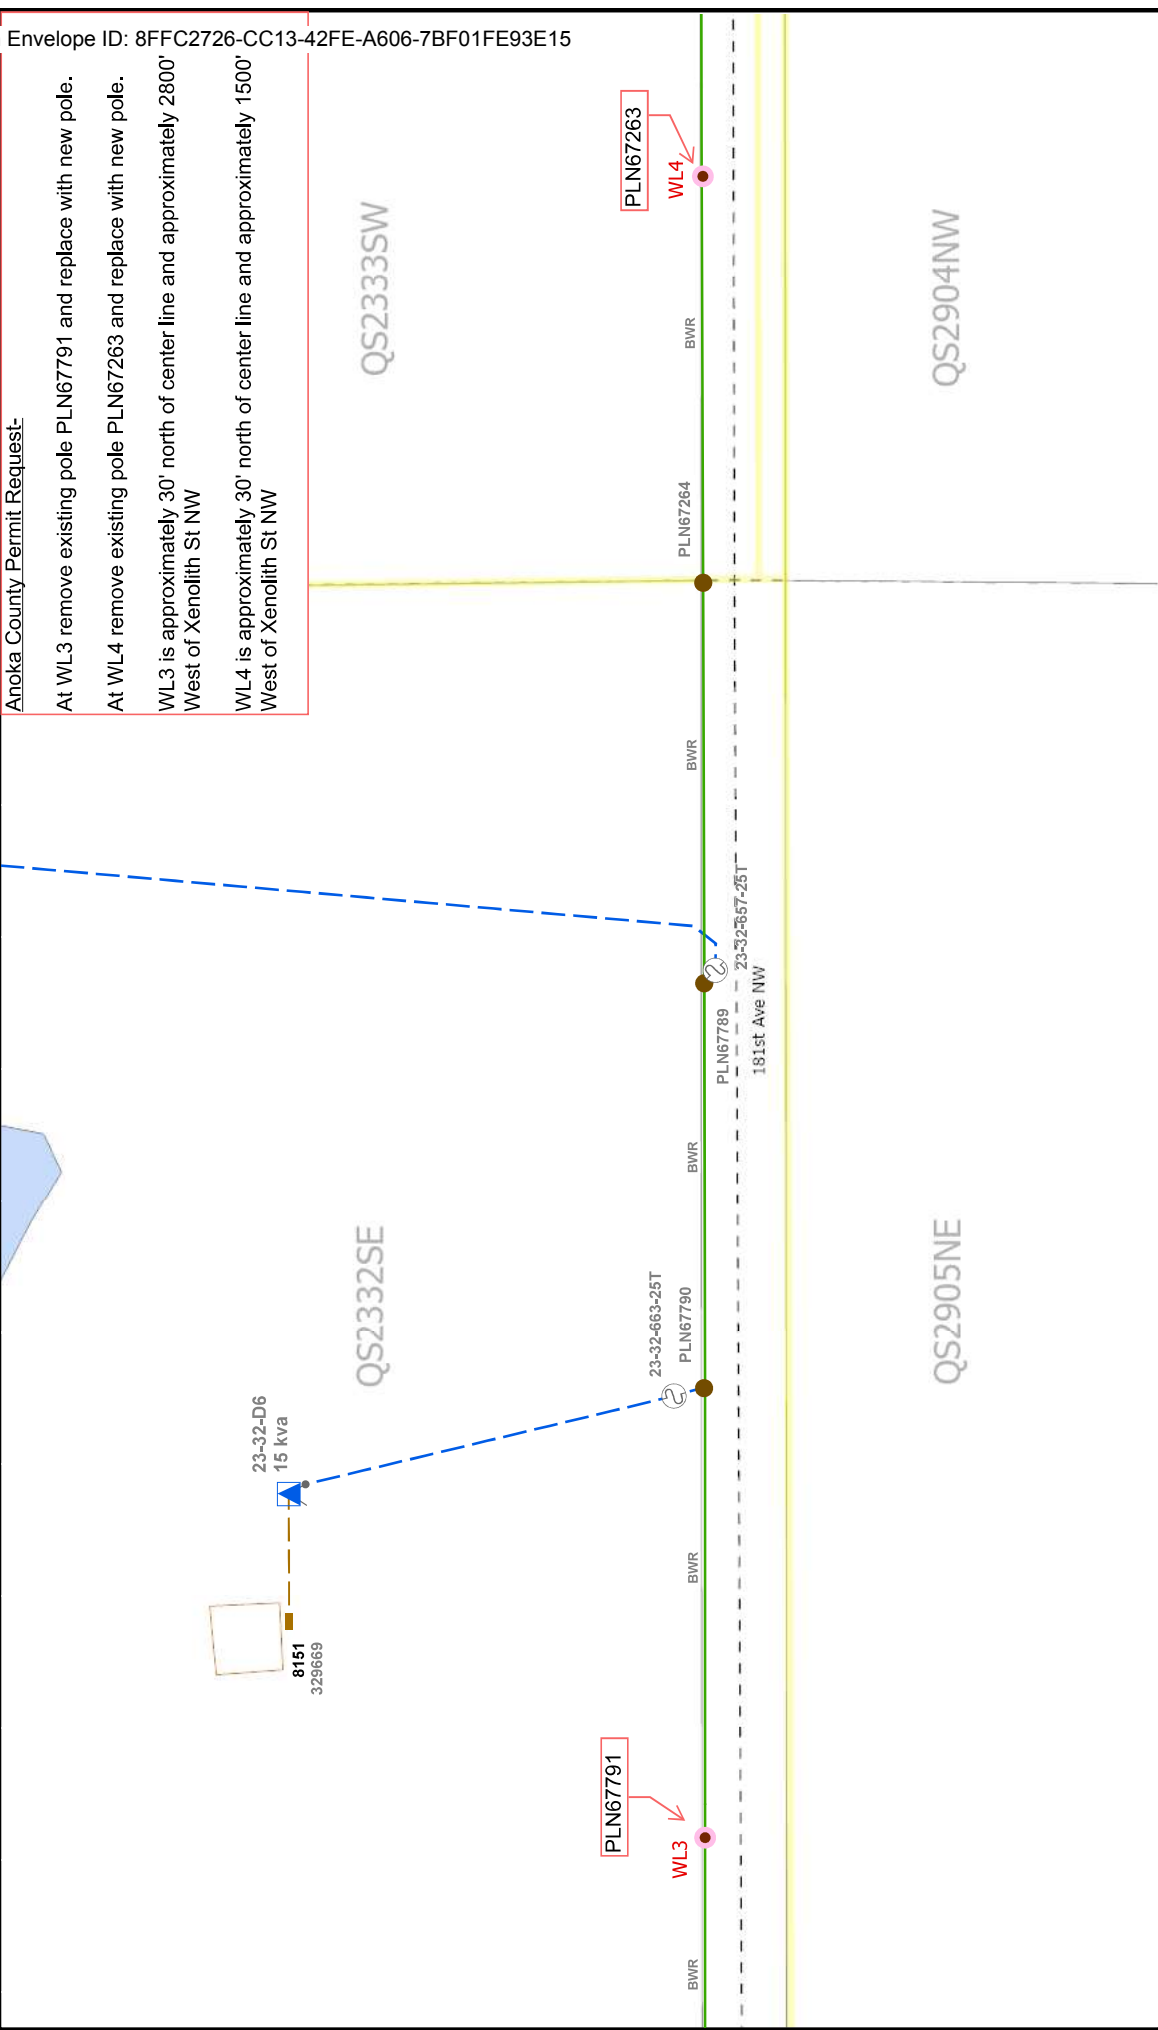 Envelope ID: 8FFC2726-CC13-42FE-A606-7BF01FE93E15
Anoka County Permit Request-
At WL3 remove existing pole PLN67791 and replace with new pole.
At WL4 remove existing pole PLN67263 and replace with new pole.
WL3 is approximately 30' north of center line and approximately 2800'
West of Xenolith St NW
WL4 is approximately 30' north of center line and approximately 1500'
West of Xenolith St NW
23-32-D6
15 kva
8151
329669
QS2332SE
QS2333SW
PLN67791
WL3
23-32-663-25T
PLN67790
PLN67264
PLN67263
WL4
BWR
BWR
BWR
BWR
BWR
PLN67789
23-32-657-25T
181st Ave NW
QS2905NE
QS2904NW